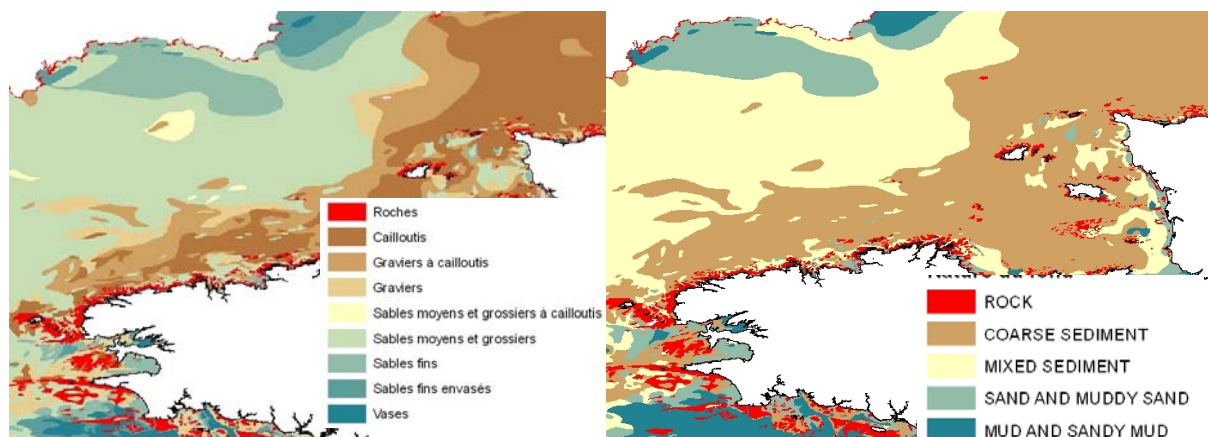 Roches
Cailloutis
Graviers à cailloutis
Graviers
Sables moyens et grossiers à cailloutis
Sables moyens et grossiers
Sables fins
Sables fins envasés
Vases
ROCK
COARSE SEDIMENT
MIXED SEDIMENT
SAND AND MUDDY SAND
MUD AND SANDY MUD